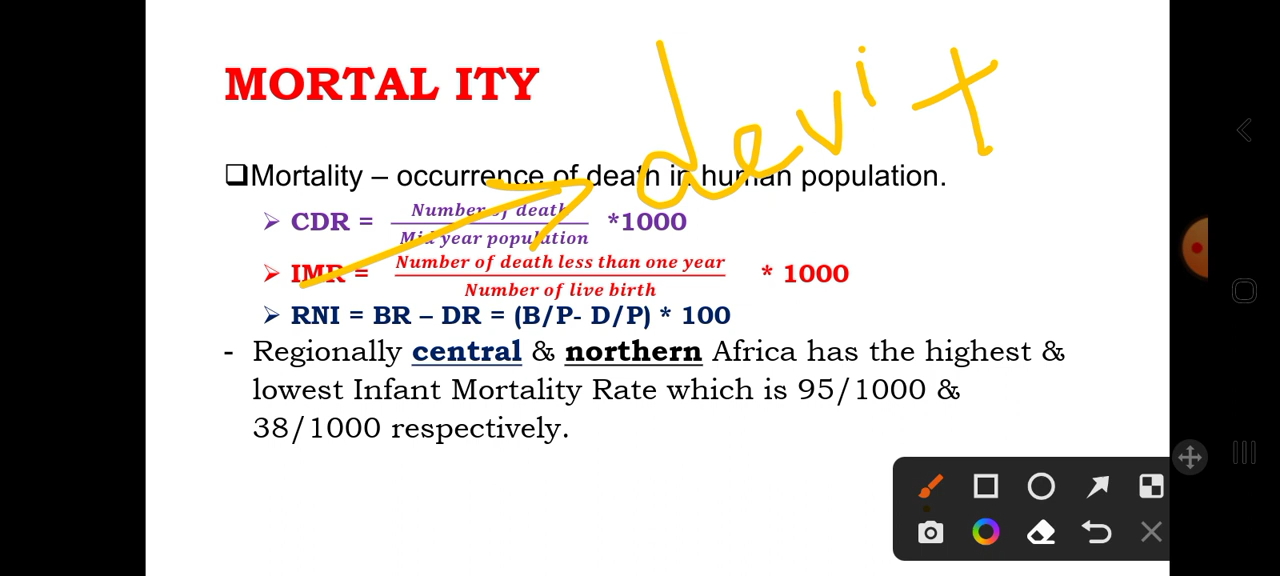 MORTAL ITY
devit
❑Mortality – occurrence of death in human population.
➢ CDR = Number of death / Mid year population *1000
➢ IMR = Number of death less than one year / Number of live birth * 1000
➢ RNI = BR – DR = (B/P- D/P) * 100
- Regionally central & northern Africa has the highest &
lowest Infant Mortality Rate which is 95/1000 &
38/1000 respectively.